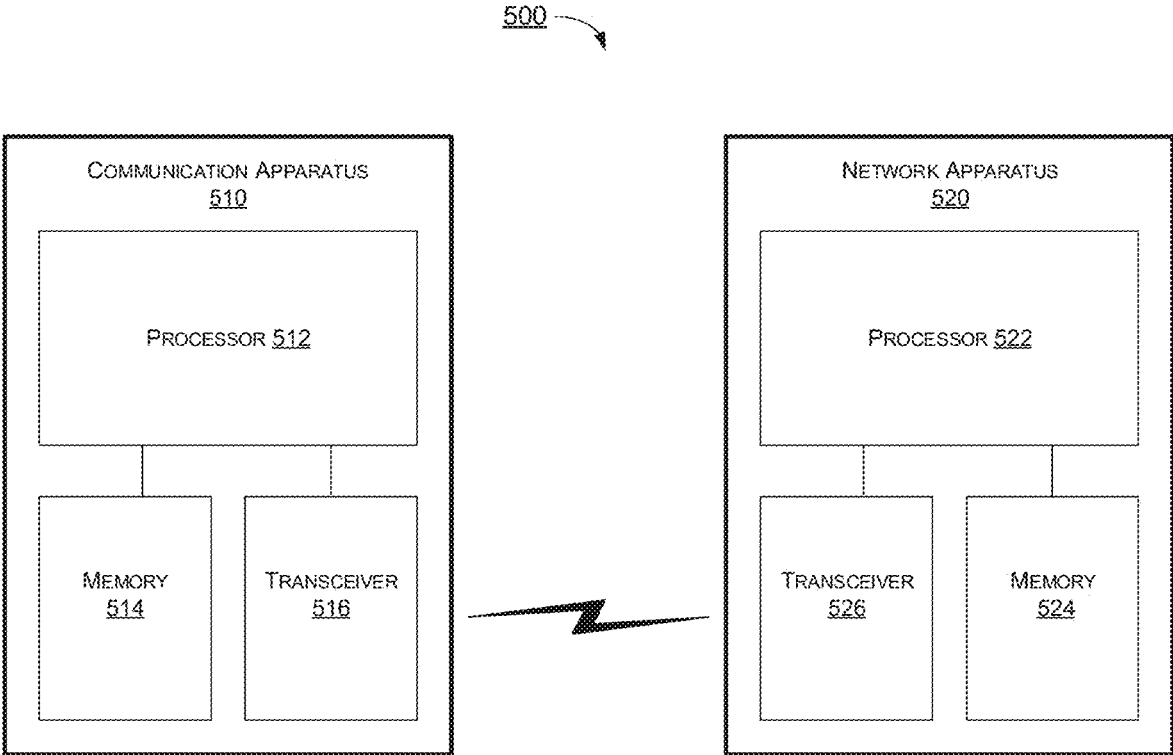 500
COMMUNICATION APPARATUS
510
PROCESSOR 512
MEMORY
514
TRANSCEIVER
516
NETWORK APPARATUS
520
PROCESSOR 522
TRANSCEIVER
526
MEMORY
524